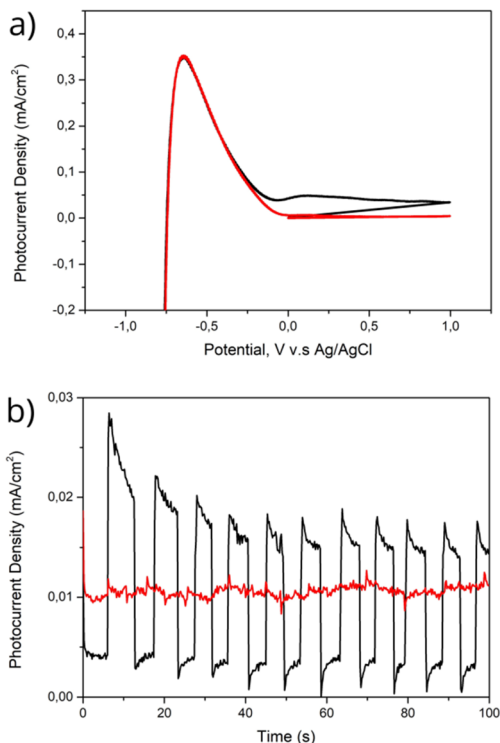 a)
0,4
0,3
0,2
0,1
0,0
-0,1
-0,2
Photocurrent Density (mA/cm²)
-1,0 -0,5 0,0 0,5 1,0
Potential, V v.s Ag/AgCl
b)
0,03
0,02
0,01
0,00
Photocurrent Density (mA/cm²)
0 20 40 60 80 100
Time (s)